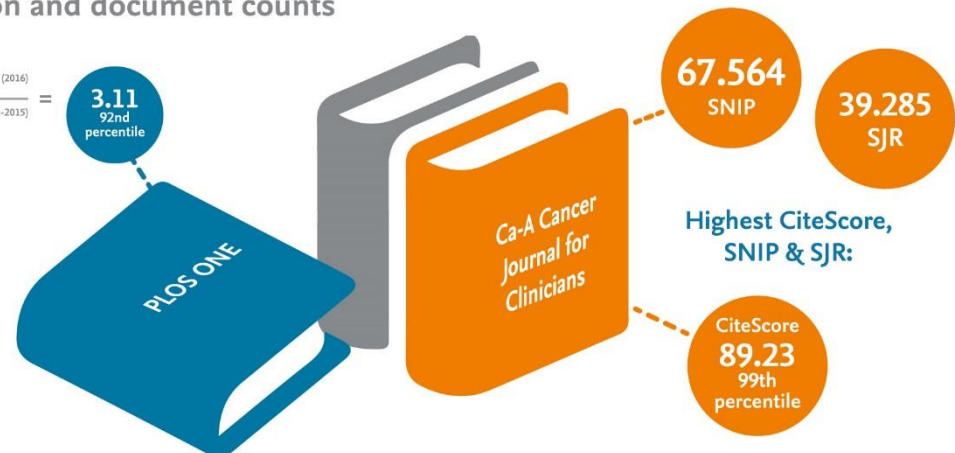 and document counts
(2016)
-2015)
=
3.11
92nd
percentile
PLOS ONE
Ca-A Cancer
Journal for
Clinicians
67.564
SNIP
39.285
SJR
Highest CiteScore,
SNIP & SJR:
CiteScore
89.23
99th
percentile